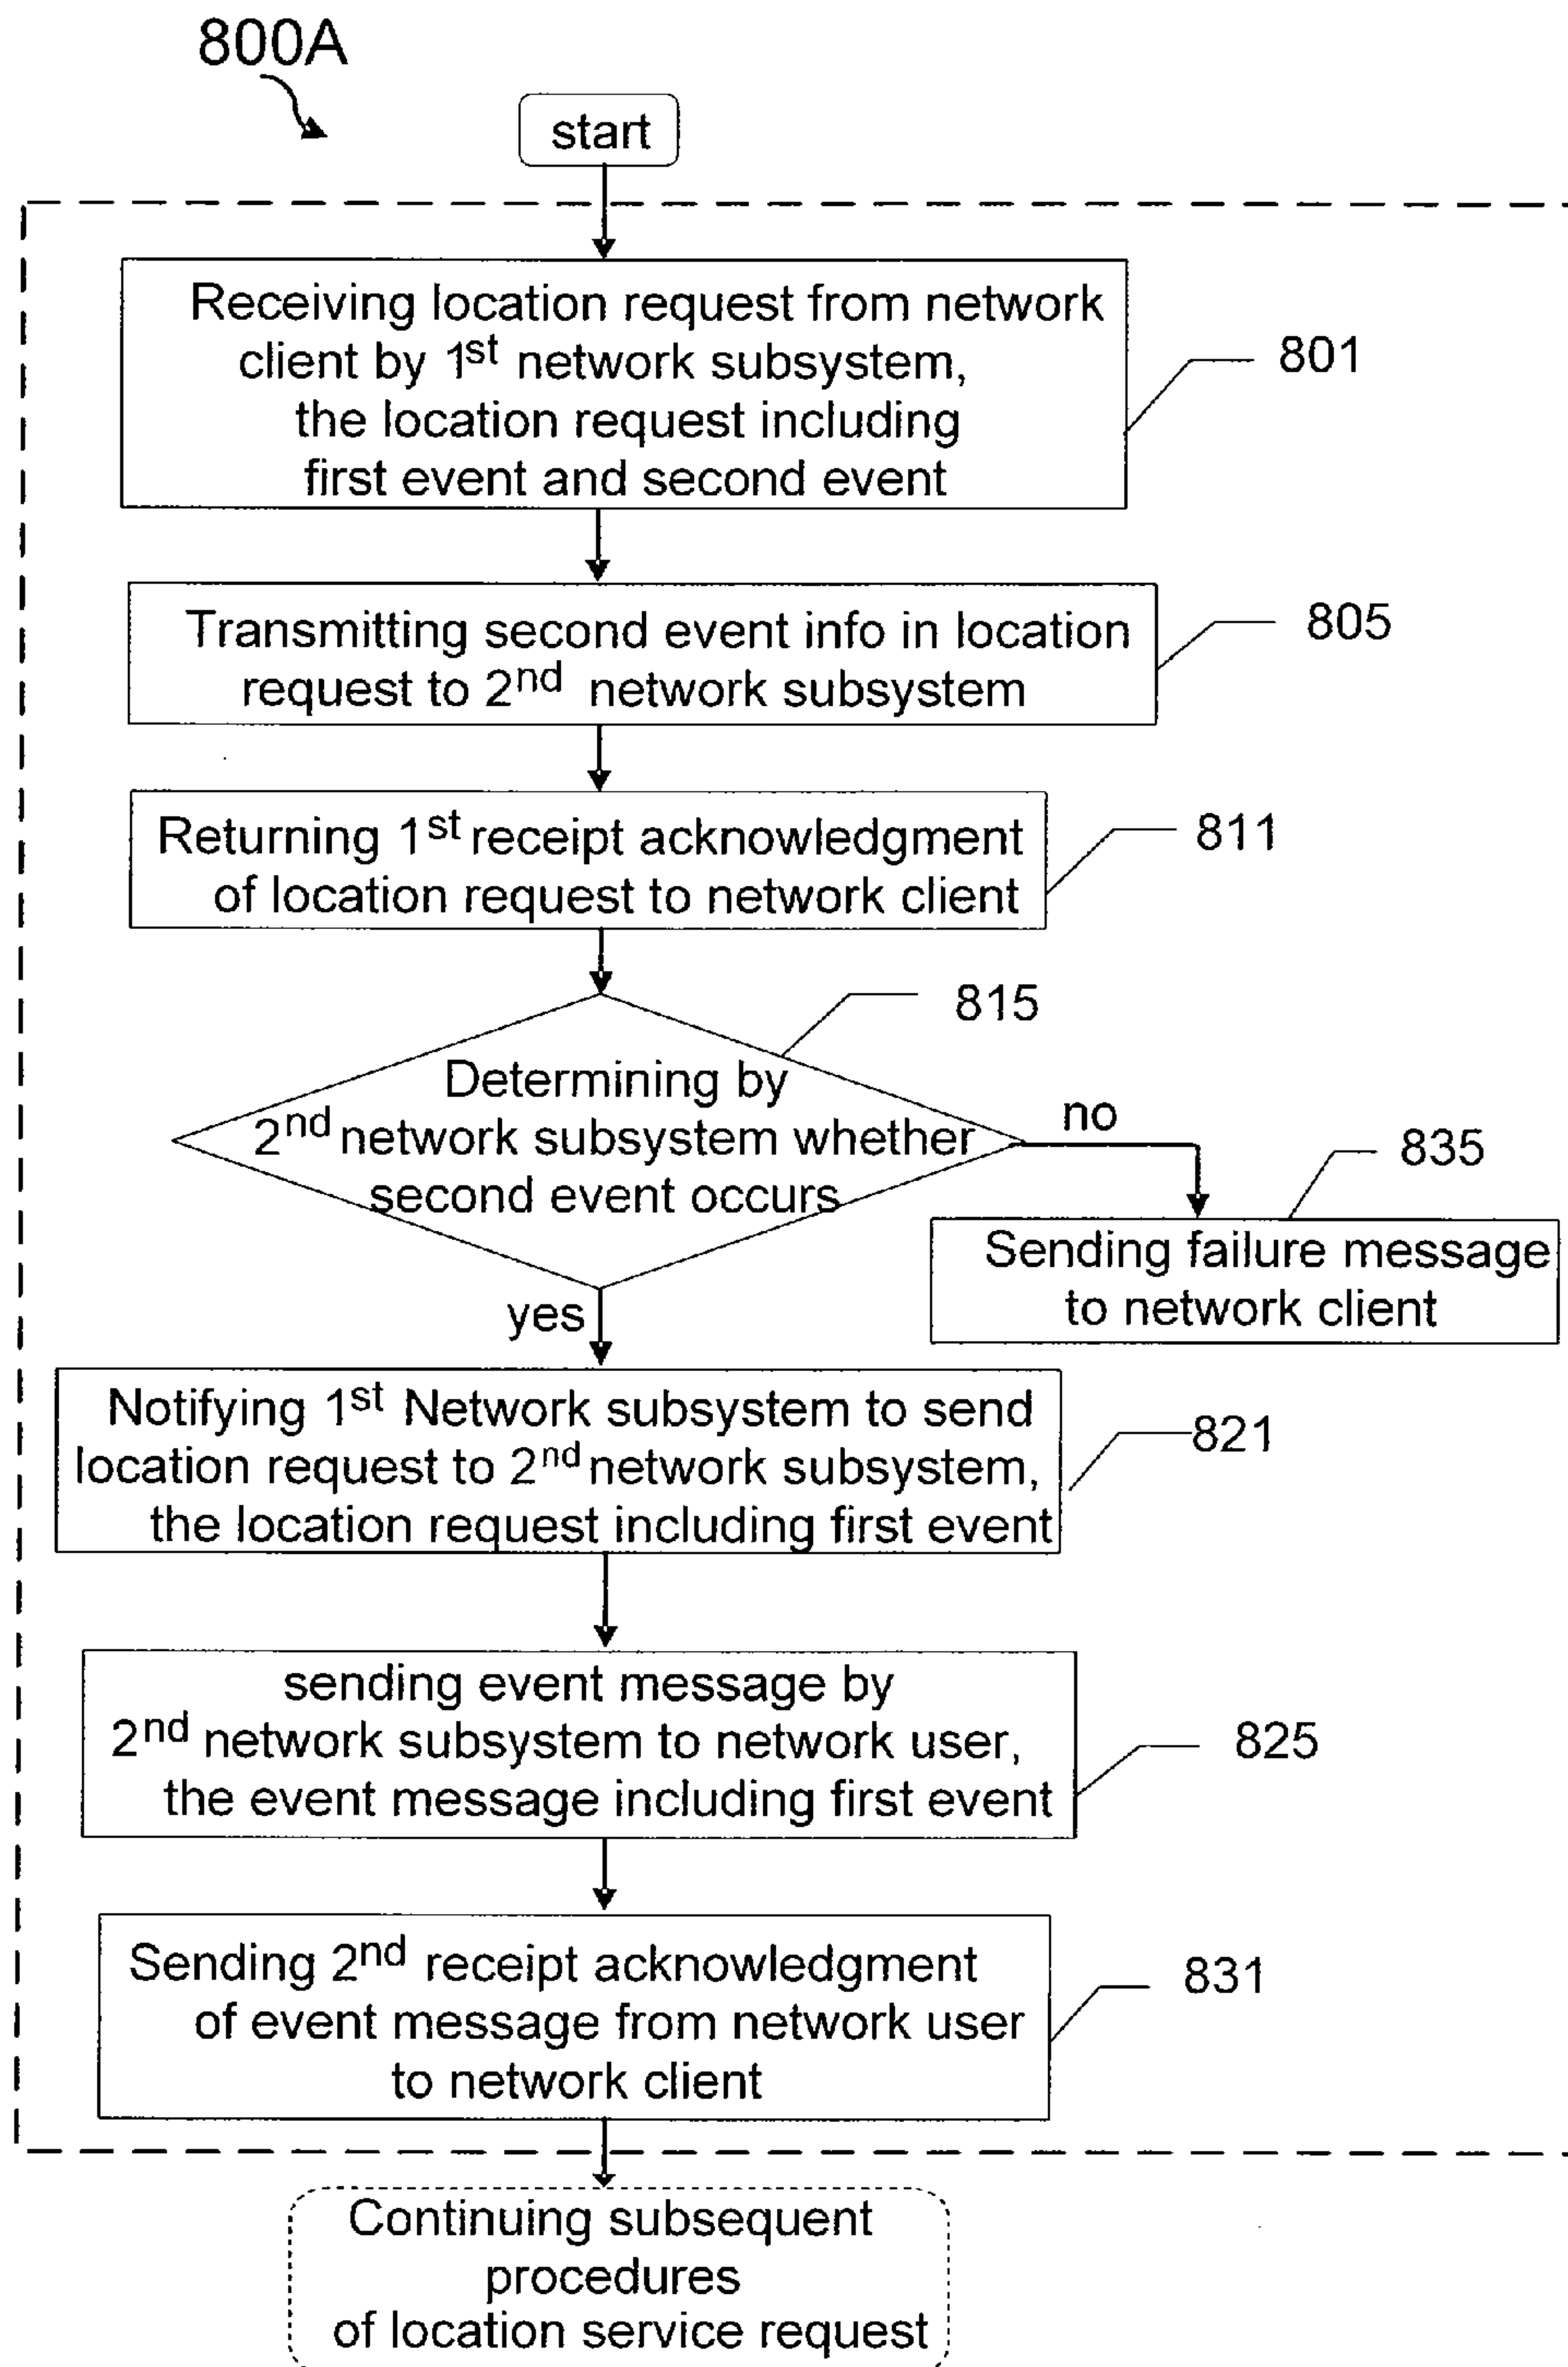 800A
start
Receiving location request from network
client by 1st network subsystem,
the location request including
first event and second event
801
Transmitting second event info in location
request to 2nd network subsystem
805
Returning 1st receipt acknowledgment
of location request to network client
811
815
Determining by
2nd network subsystem whether
second event occurs
no
835
Sending failure message
to network client
yes
Notifying 1st Network subsystem to send
location request to 2nd network subsystem,
the location request including first event
821
sending event message by
2nd network subsystem to network user,
the event message including first event
825
Sending 2nd receipt acknowledgment
of event message from network user
to network client
831
Continuing subsequent
procedures
of location service request